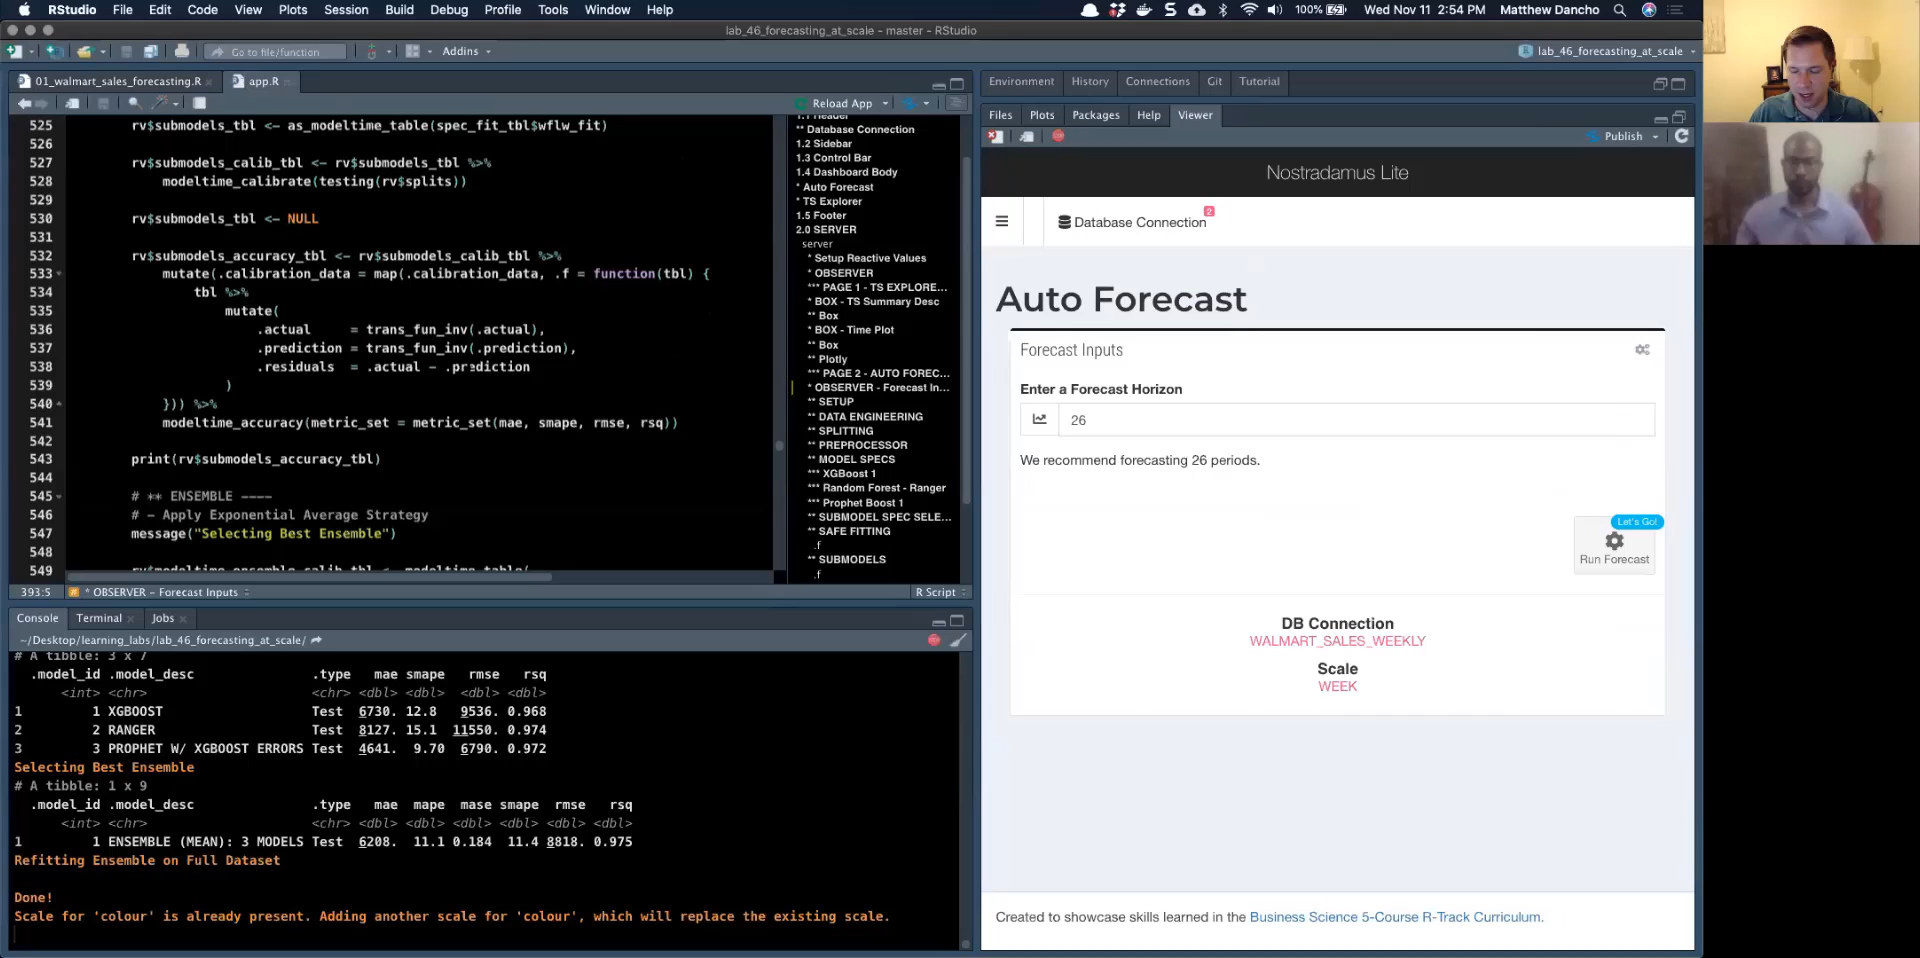 RStudio File Edit Code View Plots Session Build Debug Profile Tools Window Help
100% Wed Nov 11 2:54 PM Matthew Dancho
lab_46_forecasting_at_scale - master - RStudio
Go to file/function Addins
lab_46_forecasting_at_scale
01_walmart_sales_forecasting.R app.R
Reload App
525 rv$submodels_tbl <- as_modeltime_table(spec_fit_tbl$wflw_fit)
526
527 rv$submodels_calib_tbl <- rv$submodels_tbl %>%
528 modeltime_calibrate(testing(rv$splits))
529
530 rv$submodels_tbl <- NULL
531
532 rv$submodels_accuracy_tbl <- rv$submodels_calib_tbl %>%
533 mutate(.calibration_data = map(.calibration_data, .f = function(tbl) {
534 tbl %>%
535 mutate(
536 .actual = trans_fun_inv(.actual),
537 .prediction = trans_fun_inv(.prediction),
538 .residuals = .actual - .prediction
539 )
540 })) %>%
541 modeltime_accuracy(metric_set = metric_set(mae, smape, rmse, rsq))
542
543 print(rv$submodels_accuracy_tbl)
544
545 # ** ENSEMBLE ----
546 # - Apply Exponential Average Strategy
547 message("Selecting Best Ensemble")
548
549 rv$modeltime_ensemble_calib_tbl <- modeltime_table(
1.1 Header
** Database Connection
1.2 Sidebar
1.3 Control Bar
1.4 Dashboard Body
* Auto Forecast
* TS Explorer
1.5 Footer
2.0 SERVER
server
* Setup Reactive Values
* OBSERVER
*** PAGE 1 - TS EXPLORE...
* BOX - TS Summary Desc
** Box
* BOX - Time Plot
** Box
** Plotly
*** PAGE 2 - AUTO FOREC...
* OBSERVER - Forecast In...
** SETUP
** DATA ENGINEERING
** SPLITTING
** PREPROCESSOR
** MODEL SPECS
*** XGBoost 1
*** Random Forest - Ranger
*** Prophet Boost 1
** SUBMODEL SPEC SELE...
** SAFE FITTING
.f
** SUBMODELS
.f
393:5 # * OBSERVER - Forecast Inputs R Script
Console Terminal Jobs
~/Desktop/learning_labs/lab_46_forecasting_at_scale/
# A tibble: 3 x 7
.model_id .model_desc .type mae smape rmse rsq
<int> <chr> <chr> <dbl> <dbl> <dbl> <dbl>
1 1 XGBOOST Test 6730. 12.8 9536. 0.968
2 2 RANGER Test 8127. 15.1 11550. 0.974
3 3 PROPHET W/ XGBOOST ERRORS Test 4641. 9.70 6790. 0.972
Selecting Best Ensemble
# A tibble: 1 x 9
.model_id .model_desc .type mae mape mase smape rmse rsq
<int> <chr> <chr> <dbl> <dbl> <dbl> <dbl> <dbl> <dbl>
1 1 ENSEMBLE (MEAN): 3 MODELS Test 6208. 11.1 0.184 11.4 8818. 0.975
Refitting Ensemble on Full Dataset
Done!
Scale for 'colour' is already present. Adding another scale for 'colour', which will replace the existing scale.
Environment History Connections Git Tutorial
Files Plots Packages Help Viewer
Publish
Nostradamus Lite
Database Connection 2
Auto Forecast
Forecast Inputs
Enter a Forecast Horizon
26
We recommend forecasting 26 periods.
Let's Go!
Run Forecast
DB Connection
WALMART_SALES_WEEKLY
Scale
WEEK
Created to showcase skills learned in the Business Science 5-Course R-Track Curriculum.